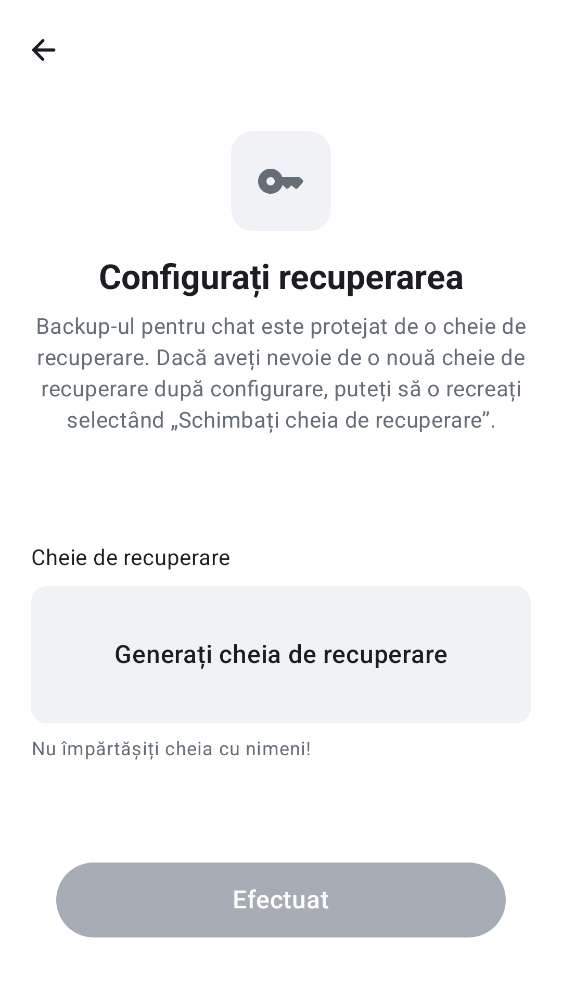 Configurați recuperarea
Backup-ul pentru chat este protejat de o cheie de
recuperare. Dacă aveți nevoie de o nouă cheie de
recuperare după configurare, puteți să o recreați
selectând „Schimbați cheia de recuperare”.
Cheie de recuperare
Generați cheia de recuperare
Nu împărtășiți cheia cu nimeni!
Efectuat